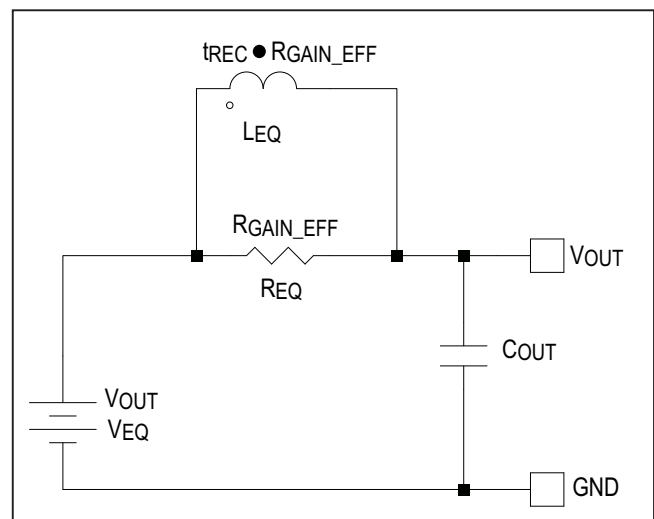 tREC ● RGAIN_EFF
LEQ
RGAIN_EFF
REQ
VOUT
COUT
VOUT
VEQ
GND